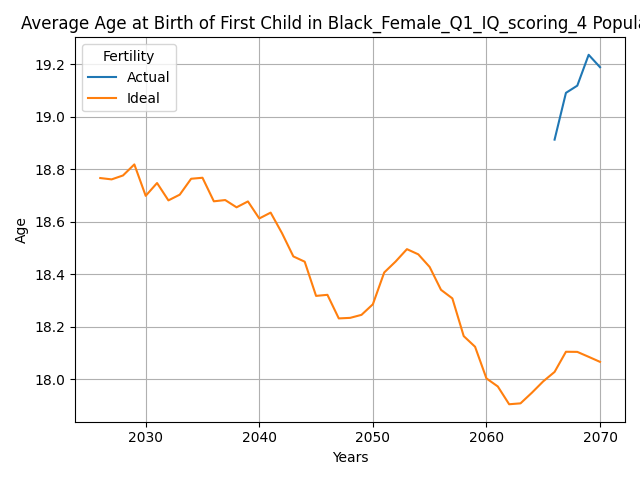 Average Age at Birth of First Child in Black_Female_Q1_IQ_scoring_4 Popula
Fertility
Actual
Ideal
Age
19.2
19.0
18.8
18.6
18.4
18.2
18.0
2030 2040 2050 2060 2070
Years